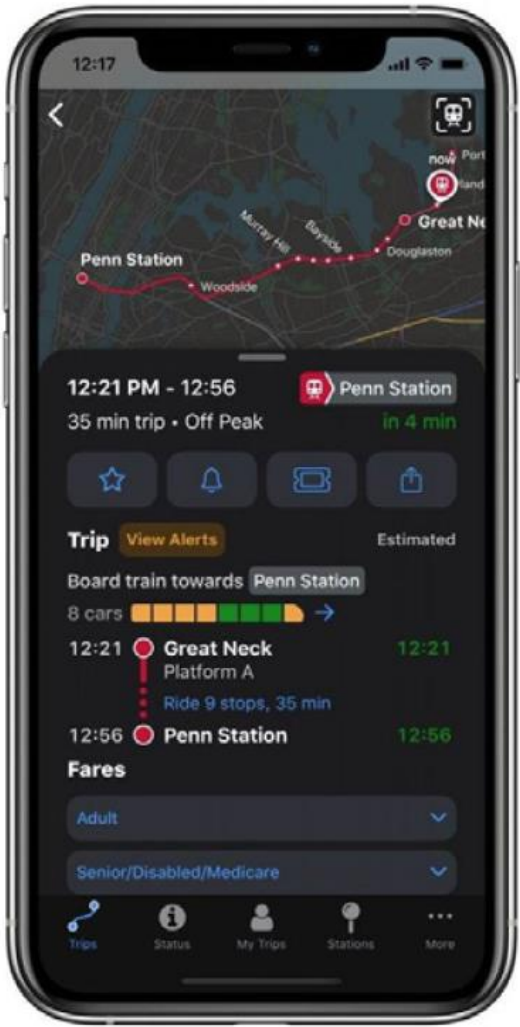 12:17
now
Port
land
Great Ne
Murray Hill
Bayside
Douglaston
Penn Station
Woodside
12:21 PM - 12:56
Penn Station
35 min trip • Off Peak
in 4 min
Trip
View Alerts
Estimated
Board train towards Penn Station
8 cars
12:21 Great Neck 12:21
Platform A
Ride 9 stops, 35 min
12:56 Penn Station 12:56
Fares
Adult
Senior/Disabled/Medicare
Trips
Status
My Trips
Stations
More